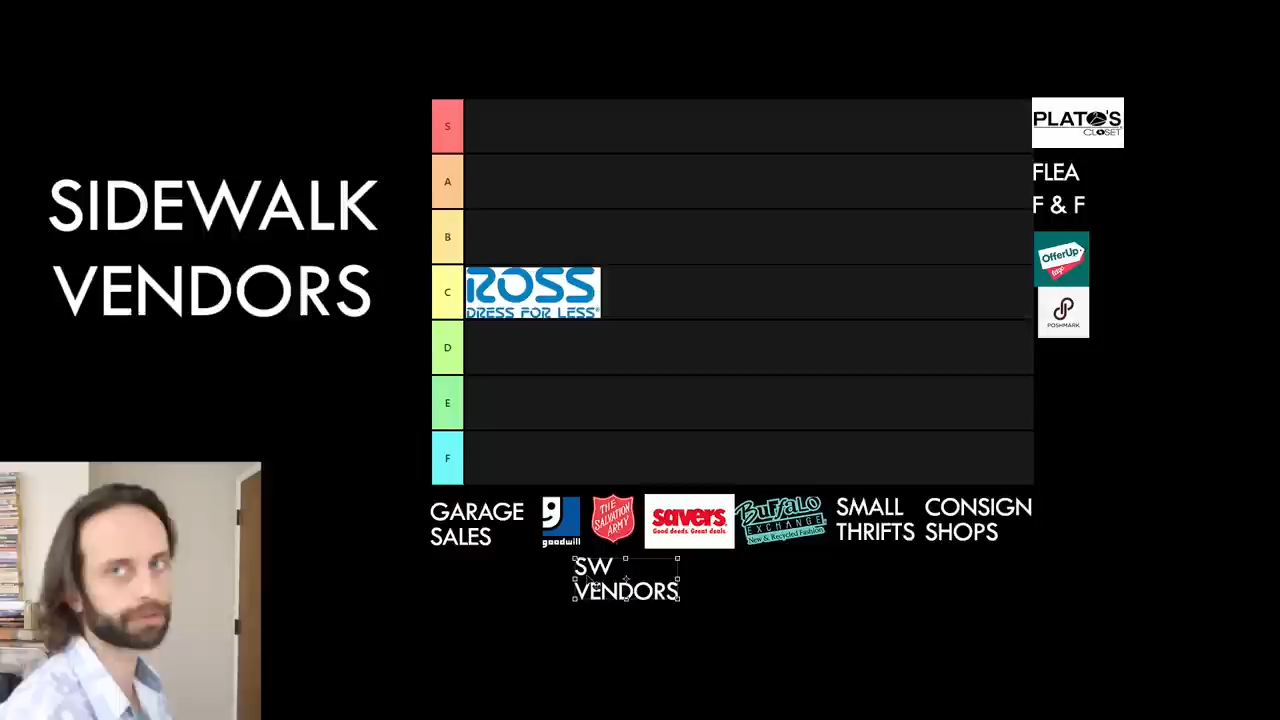 SIDEWALK
VENDORS
S
A
B
C
D
E
F
ROSS
DRESS FOR LESS
PLATO'S
CLOSET
FLEA
F & F
OfferUp
POSHMARK
GARAGE
SALES
goodwill
THE
SALVATION
ARMY
savers
Good deeds. Great deals.
BUFFALO
EXCHANGE
New & Recycled Fashion
SMALL
THRIFTS
CONSIGN
SHOPS
SW
VENDORS